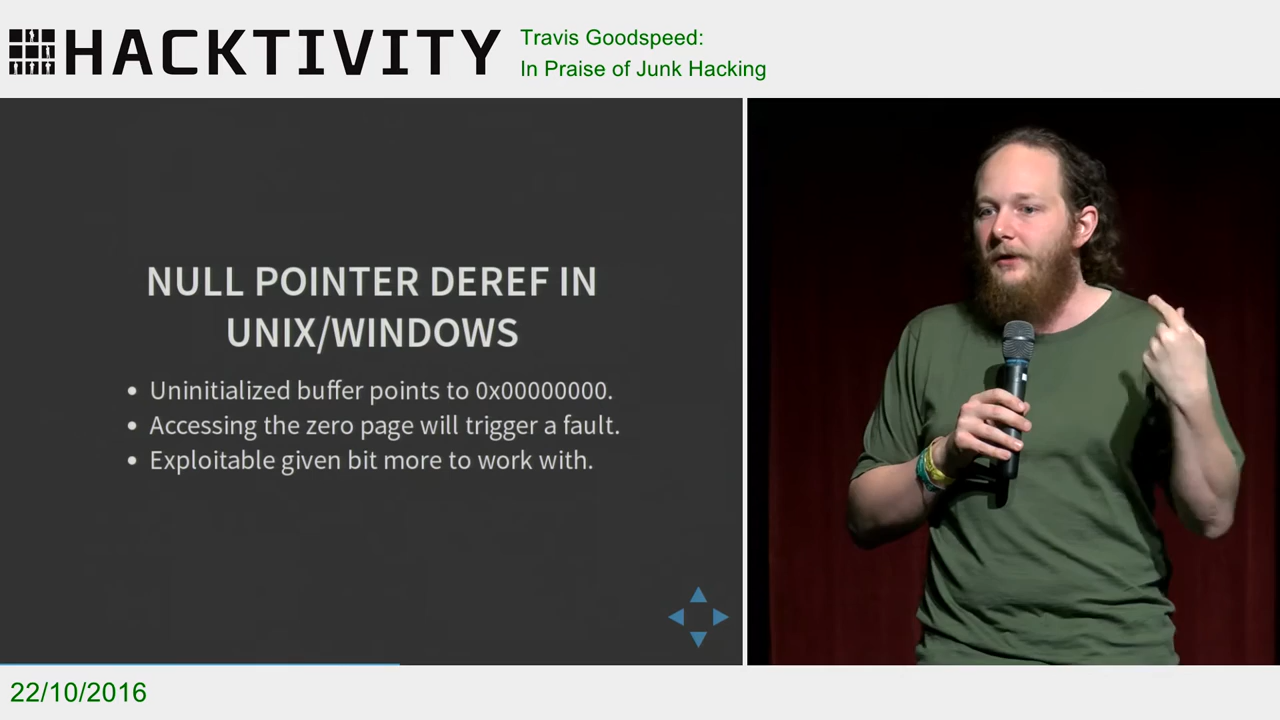 HACKTIVITY
Travis Goodspeed:
In Praise of Junk Hacking
NULL POINTER DEREF IN
UNIX/WINDOWS
• Uninitialized buffer points to 0x00000000.
• Accessing the zero page will trigger a fault.
• Exploitable given bit more to work with.
22/10/2016